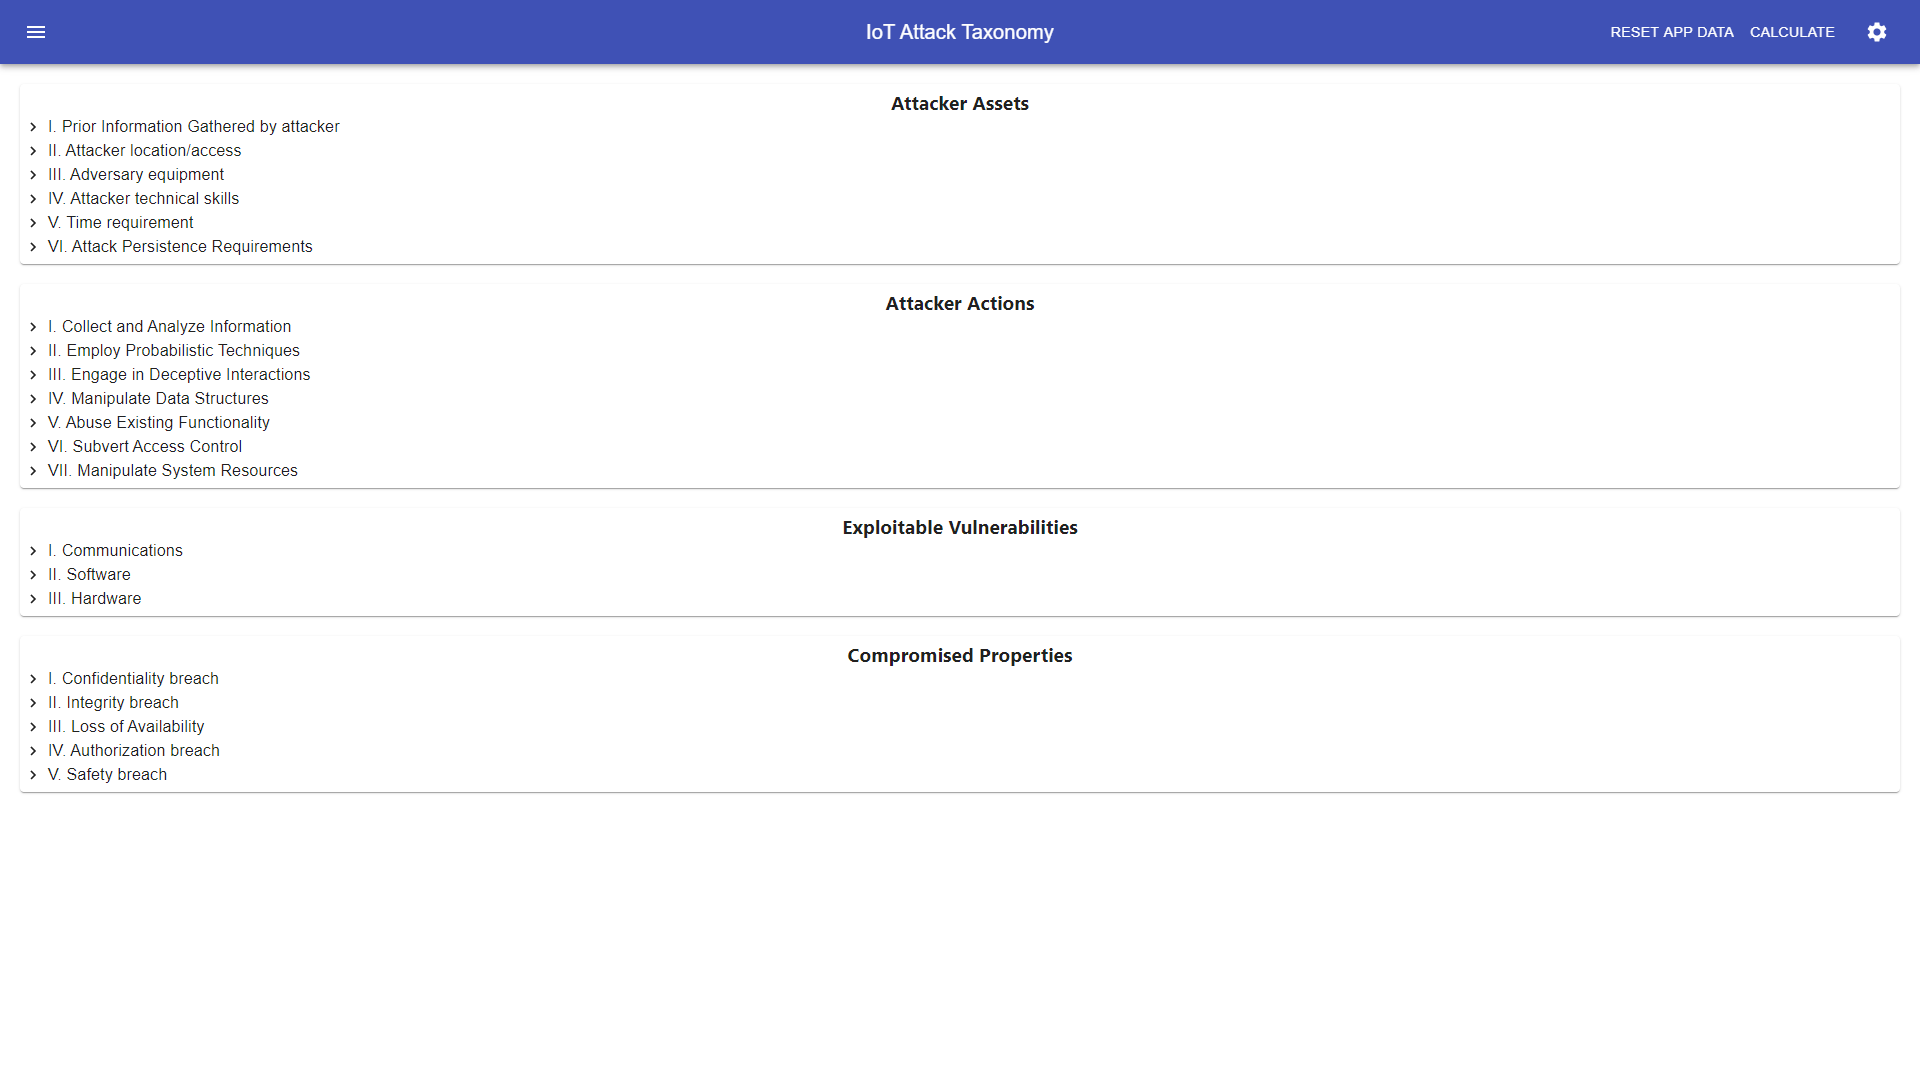 IoT Attack Taxonomy
RESET APP DATA
CALCULATE
Attacker Assets
I. Prior Information Gathered by attacker
II. Attacker location/access
III. Adversary equipment
IV. Attacker technical skills
V. Time requirement
VI. Attack Persistence Requirements
Attacker Actions
I. Collect and Analyze Information
II. Employ Probabilistic Techniques
III. Engage in Deceptive Interactions
IV. Manipulate Data Structures
V. Abuse Existing Functionality
VI. Subvert Access Control
VII. Manipulate System Resources
Exploitable Vulnerabilities
I. Communications
II. Software
III. Hardware
Compromised Properties
I. Confidentiality breach
II. Integrity breach
III. Loss of Availability
IV. Authorization breach
V. Safety breach